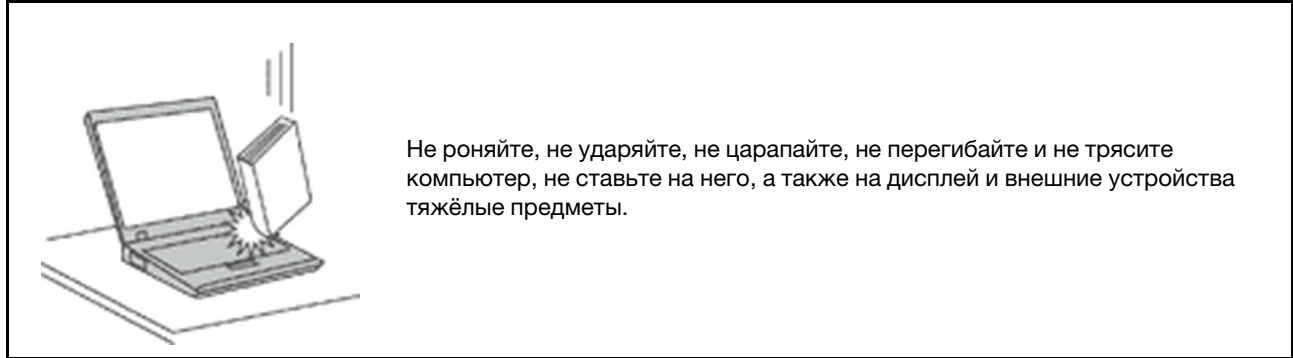 Не роняйте, не ударяйте, не царапайте, не перегибайте и не трясите
компьютер, не ставьте на него, а также на дисплей и внешние устройства
тяжёлые предметы.